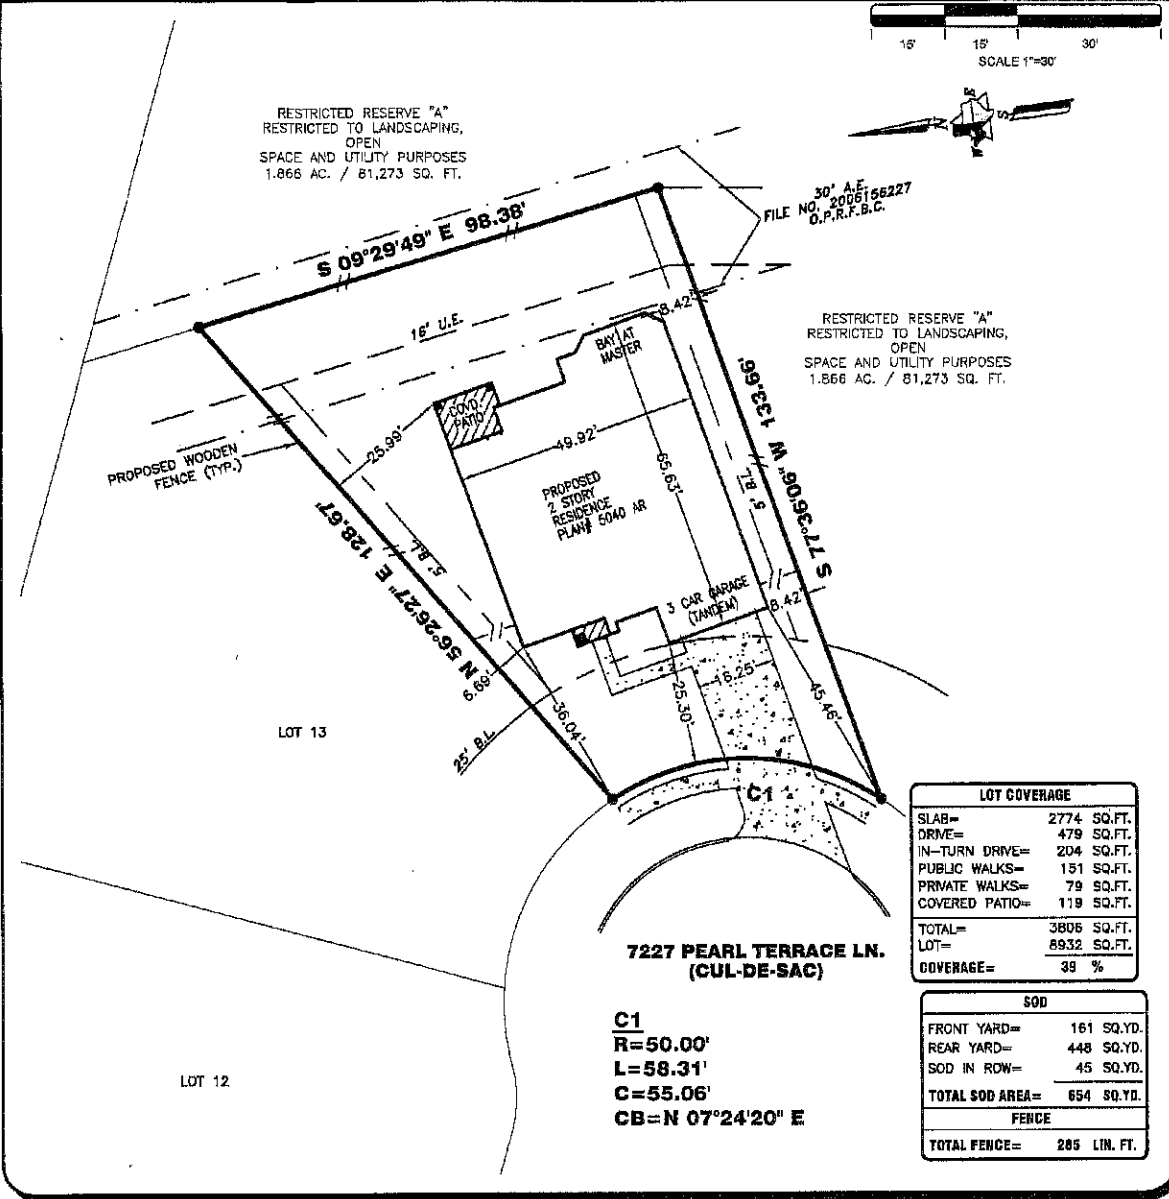 15' 15' 30'
SCALE 1"=30'
E
S
W
RESTRICTED RESERVE "A"
RESTRICTED TO LANDSCAPING,
OPEN
SPACE AND UTILITY PURPOSES
1.866 AC. / 81,273 SQ. FT.
30' A.E.
FILE NO. 2006156227
O.P.R.F.B.C.
S 09°29'49" E 98.38'
16' U.E.
8.42'
BAY AT
MASTER
RESTRICTED RESERVE "A"
RESTRICTED TO LANDSCAPING,
OPEN
SPACE AND UTILITY PURPOSES
1.866 AC. / 81,273 SQ. FT.
COVD.
PATIO
25.99'
49.92'
65.63'
S 77°36'06" W 133.66'
5' B.L.
PROPOSED WOODEN
FENCE (TYP.)
PROPOSED
2 STORY
RESIDENCE
PLAN# 5040 AR
N 56°26'27" E 128.67'
5' B.L.
3 CAR GARAGE
(TANDEM)
8.42'
6.69'
36.04'
25.30'
16.25'
45.46'
25' B.L.
LOT 13
C1
LOT COVERAGE
SLAB= 2774 SQ.FT.
DRIVE= 479 SQ.FT.
IN-TURN DRIVE= 204 SQ.FT.
PUBLIC WALKS= 151 SQ.FT.
PRIVATE WALKS= 79 SQ.FT.
COVERED PATIO= 119 SQ.FT.
TOTAL= 3806 SQ.FT.
LOT= 8932 SQ.FT.
COVERAGE= 39 %
7227 PEARL TERRACE LN.
(CUL-DE-SAC)
C1
R=50.00'
L=58.31'
C=55.06'
CB=N 07°24'20" E
LOT 12
SOD
FRONT YARD= 161 SQ.YD.
REAR YARD= 448 SQ.YD.
SOD IN ROW= 45 SQ.YD.
TOTAL SOD AREA= 654 SQ.YD.
FENCE
TOTAL FENCE= 285 LIN. FT.